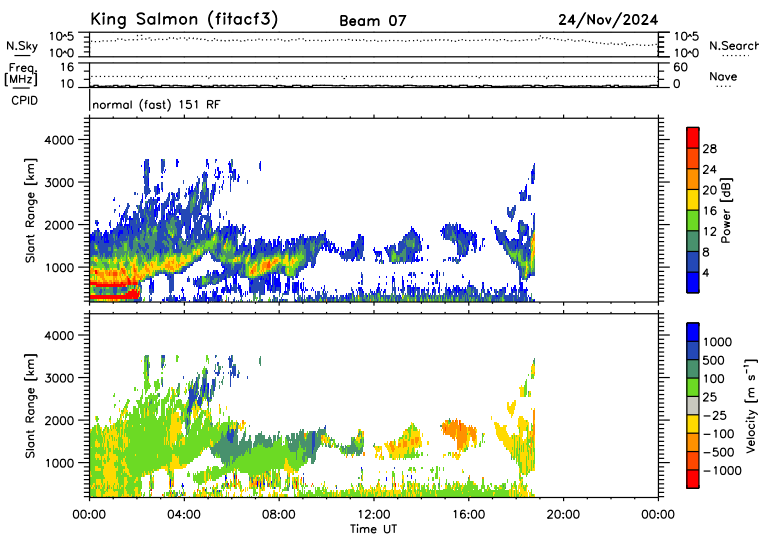 King Salmon (fitacf3) Beam 07 24/Nov/2024
N.Sky 10^5 10^0 10^5 10^0 N.Search
Freq. [MHz] 16 10 60 0 Nave
CPID normal (fast) 151 RF
Slant Range [km] 4000 3000 2000 1000
Power [dB] 28 24 20 16 12 8 4
Slant Range [km] 4000 3000 2000 1000
Velocity [m s⁻¹] 1000 500 100 25 −25 −100 −500 −1000
00:00 04:00 08:00 12:00 16:00 20:00 00:00
Time UT